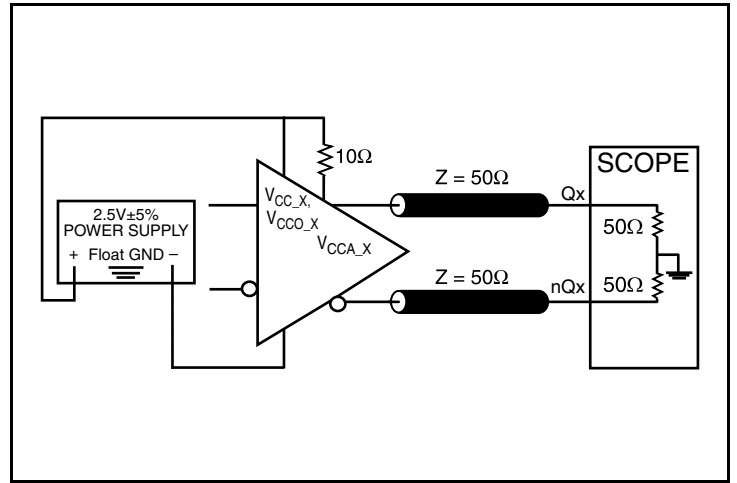 10Ω
SCOPE
Z = 50Ω
Qx
V_CC_X,
2.5V±5%
POWER SUPPLY
V_CCO_X
50Ω
V_CCA_X
+ Float GND –
Z = 50Ω
nQx
50Ω